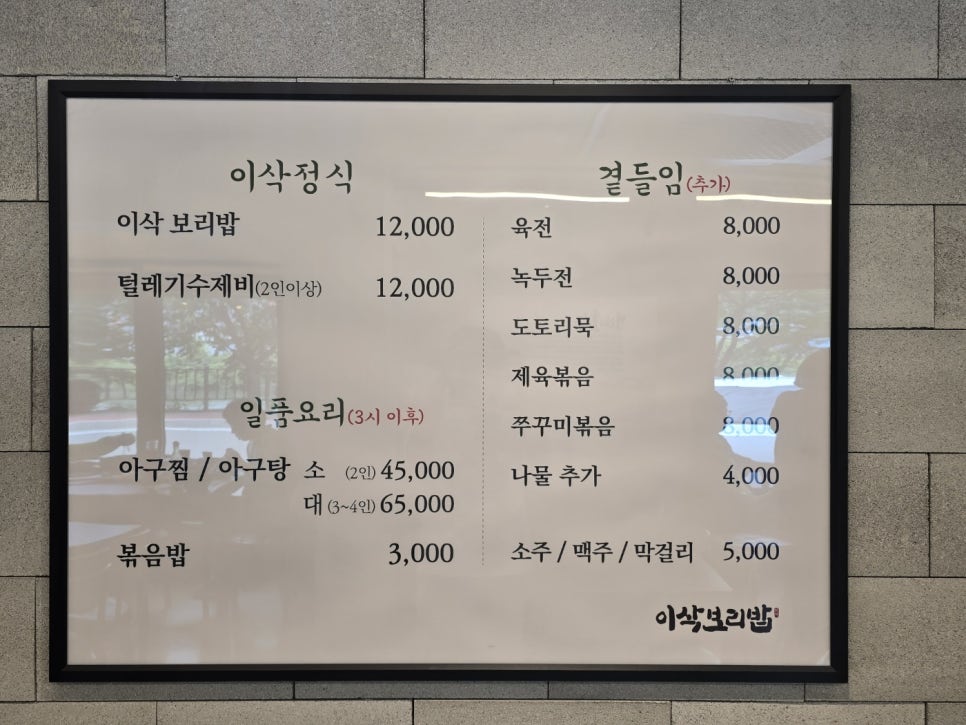 이삭정식
이삭 보리밥 12,000
털레기수제비(2인이상) 12,000
일품요리(3시 이후)
아구찜 / 아구탕 소 (2인) 45,000
대 (3~4인) 65,000
볶음밥 3,000
곁들임(추가)
육전 8,000
녹두전 8,000
도토리묵 8,000
제육볶음 8,000
쭈꾸미볶음 8,000
나물 추가 4,000
소주 / 맥주 / 막걸리 5,000
이삭보리밥